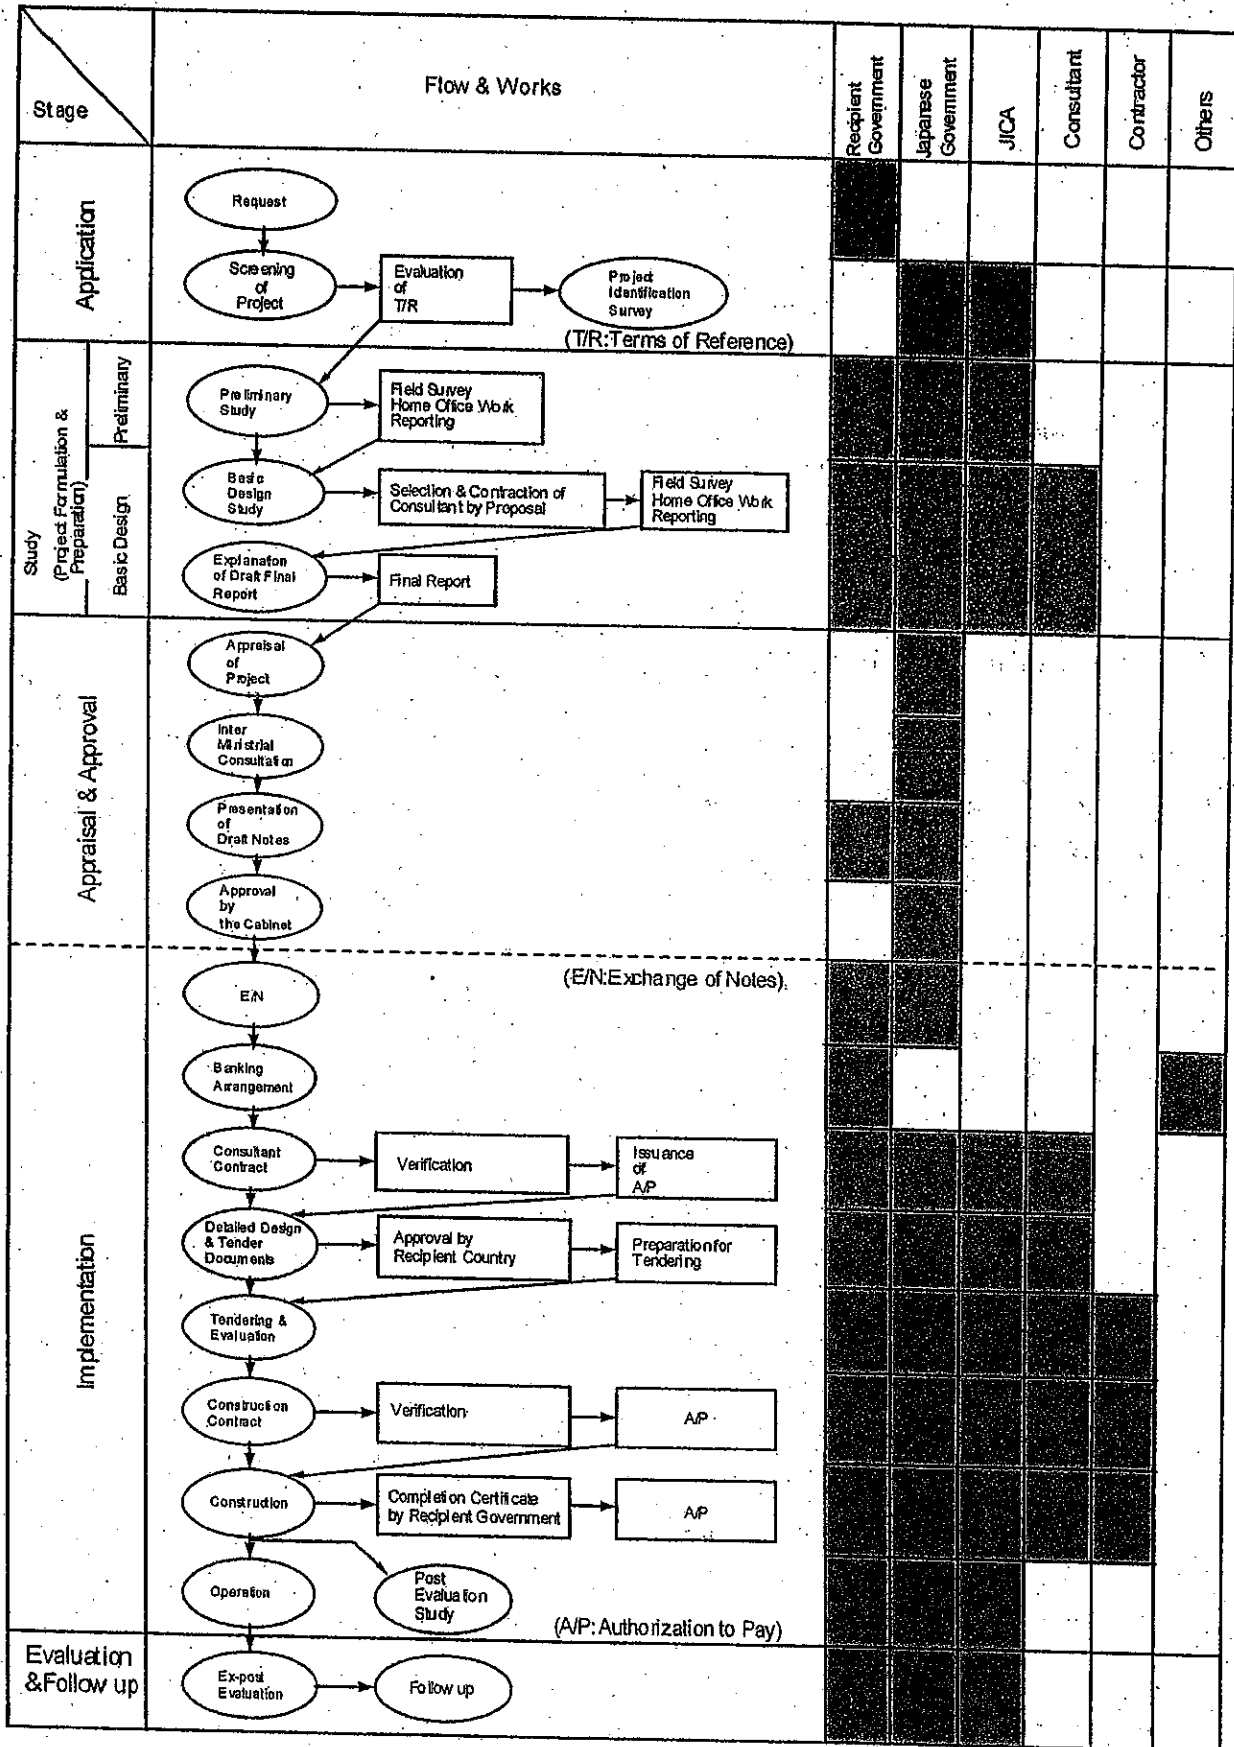 Stage
Flow & Works
Recipient
Government
Japanese
Government
JICA
Consultant
Contractor
Others
Application
Request
Screening
of
Project
Evaluation
of
T/R
Project
Identification
Survey
(T/R:Terms of Reference)
Study
(Project Formulation &
Preparation)
Preliminary
Preliminary
Study
Field Survey
Home Office Work
Reporting
Basic Design
Basic
Design
Study
Selection & Contraction of
Consultant by Proposal
Field Survey
Home Office Work
Reporting
Explanaton
of Draft Final
Report
Final Report
Appraisal & Approval
Appraisal
of
Project
Inter
Ministrial
Consultation
Presentation
of
Draft Notes
Approval
by
the Cabinet
Implementation
E/N
(E/N:Exchange of Notes)
Banking
Arrangement
Consultant
Contract
Verification
Issuance
of
A/P
Detailed Design
& Tender
Documents
Approval by
Recipient Country
Preparation for
Tendering
Tendering &
Evaluation
Construction
Contract
Verification
A/P
Construction
Completion Certificate
by Recipient Government
A/P
Operation
Post
Evaluation
Study
(A/P:Authorization to Pay)
Evaluation
&Follow up
Ex-post
Evaluation
Follow up